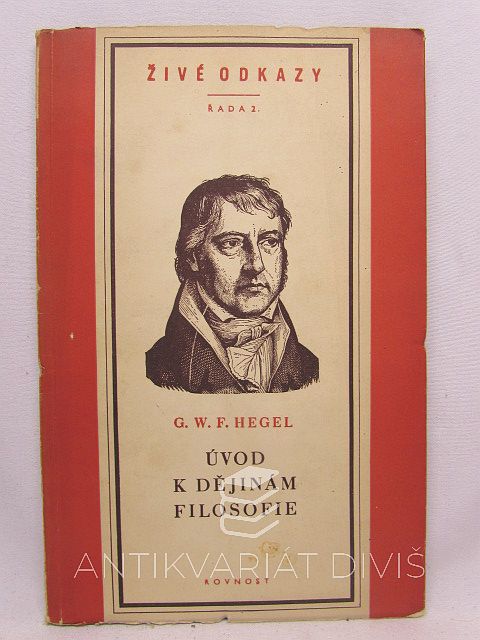 ŽIVÉ ODKAZY
ŘADA 2.
G. W. F. HEGEL
ÚVOD
K DĚJINÁM
FILOSOFIE
ANTIKVARIÁT DIVIŠ
ROVNOST